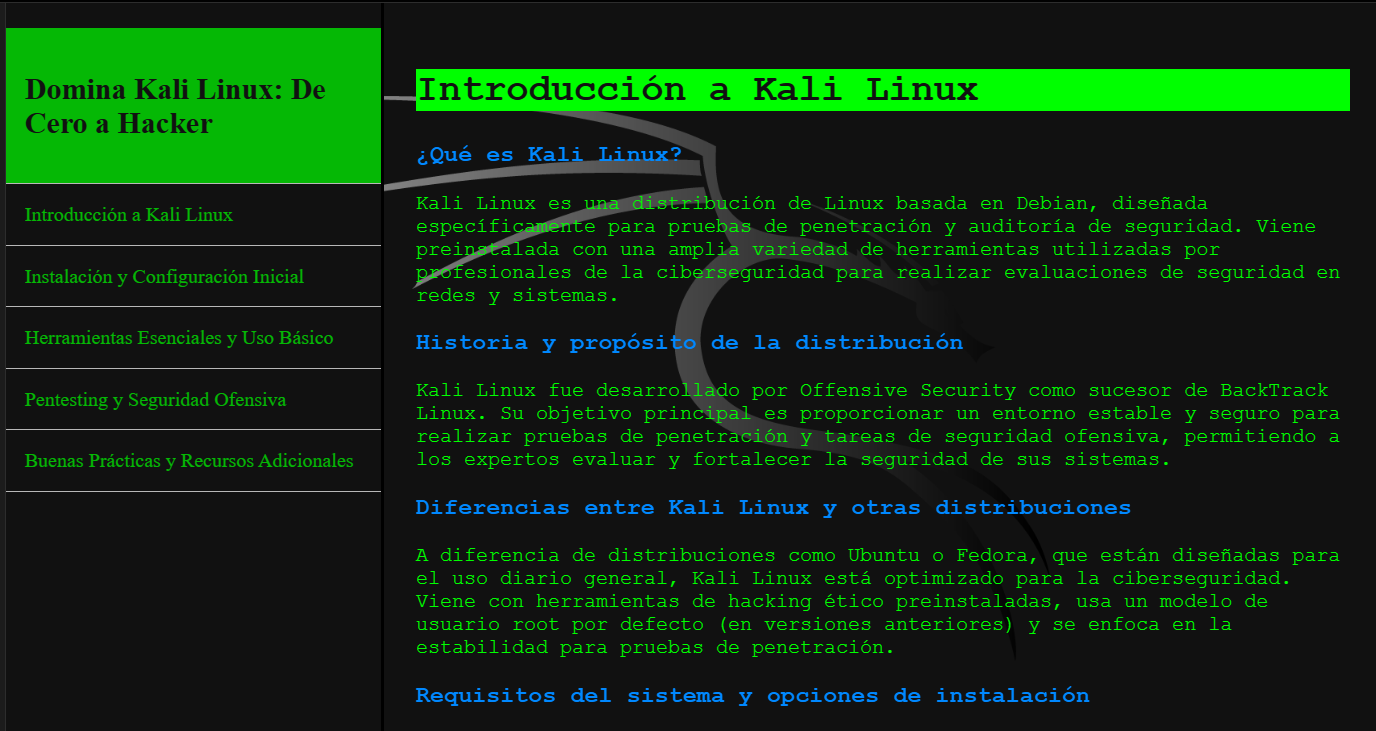 Domina Kali Linux: De
Cero a Hacker
Introducción a Kali Linux
Instalación y Configuración Inicial
Herramientas Esenciales y Uso Básico
Pentesting y Seguridad Ofensiva
Buenas Prácticas y Recursos Adicionales
Introducción a Kali Linux
¿Qué es Kali Linux?
Kali Linux es una distribución de Linux basada en Debian, diseñada
específicamente para pruebas de penetración y auditoría de seguridad. Viene
preinstalada con una amplia variedad de herramientas utilizadas por
profesionales de la ciberseguridad para realizar evaluaciones de seguridad en
redes y sistemas.
Historia y propósito de la distribución
Kali Linux fue desarrollado por Offensive Security como sucesor de BackTrack
Linux. Su objetivo principal es proporcionar un entorno estable y seguro para
realizar pruebas de penetración y tareas de seguridad ofensiva, permitiendo a
los expertos evaluar y fortalecer la seguridad de sus sistemas.
Diferencias entre Kali Linux y otras distribuciones
A diferencia de distribuciones como Ubuntu o Fedora, que están diseñadas para
el uso diario general, Kali Linux está optimizado para la ciberseguridad.
Viene con herramientas de hacking ético preinstaladas, usa un modelo de
usuario root por defecto (en versiones anteriores) y se enfoca en la
estabilidad para pruebas de penetración.
Requisitos del sistema y opciones de instalación